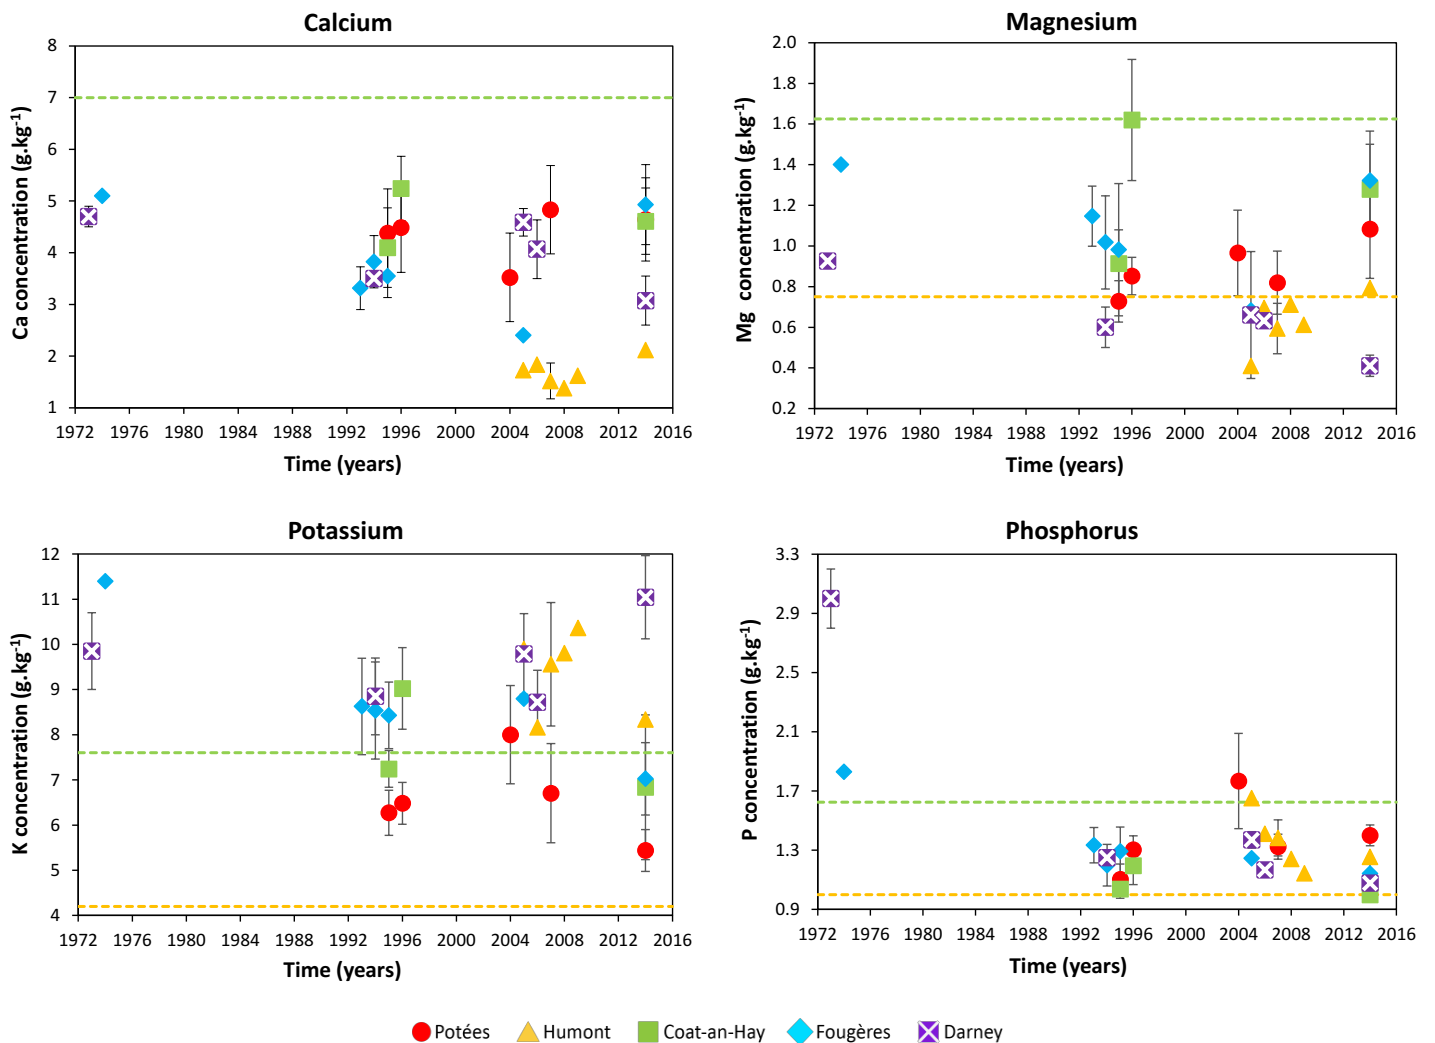 Calcium
Ca concentration (g.kg-1)
8
7
6
5
4
3
2
1
1972 1976 1980 1984 1988 1992 1996 2000 2004 2008 2012 2016
Time (years)
Magnesium
Mg concentration (g.kg-1)
2.0
1.8
1.6
1.4
1.2
1.0
0.8
0.6
0.4
0.2
1972 1976 1980 1984 1988 1992 1996 2000 2004 2008 2012 2016
Time (years)
Potassium
K concentration (g.kg-1)
12
11
10
9
8
7
6
5
4
1972 1976 1980 1984 1988 1992 1996 2000 2004 2008 2012 2016
Time (years)
Phosphorus
P concentration (g.kg-1)
3.3
2.9
2.5
2.1
1.7
1.3
0.9
1972 1976 1980 1984 1988 1992 1996 2000 2004 2008 2012 2016
Time (years)
Potées Humont Coat-an-Hay Fougères Darney